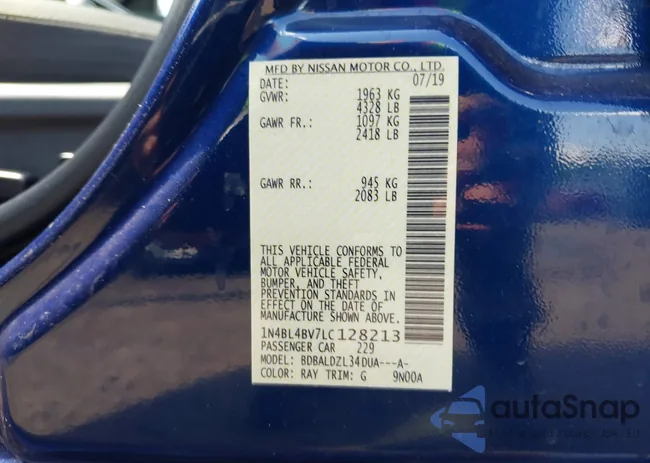 MFD BY NISSAN MOTOR CO., LTD.
DATE: 07/19
GVWR: 1963 KG
4328 LB
GAWR FR.: 1097 KG
2418 LB
GAWR RR.: 945 KG
2083 LB
THIS VEHICLE CONFORMS TO
ALL APPLICABLE FEDERAL
MOTOR VEHICLE SAFETY,
BUMPER, AND THEFT
PREVENTION STANDARDS IN
EFFECT ON THE DATE OF
MANUFACTURE SHOWN ABOVE.
1N4BL4BV7LC128213
PASSENGER CAR 229
MODEL: BDBALDZL34DUA---A-
COLOR: RAY TRIM: G 9N00A
autaSnap